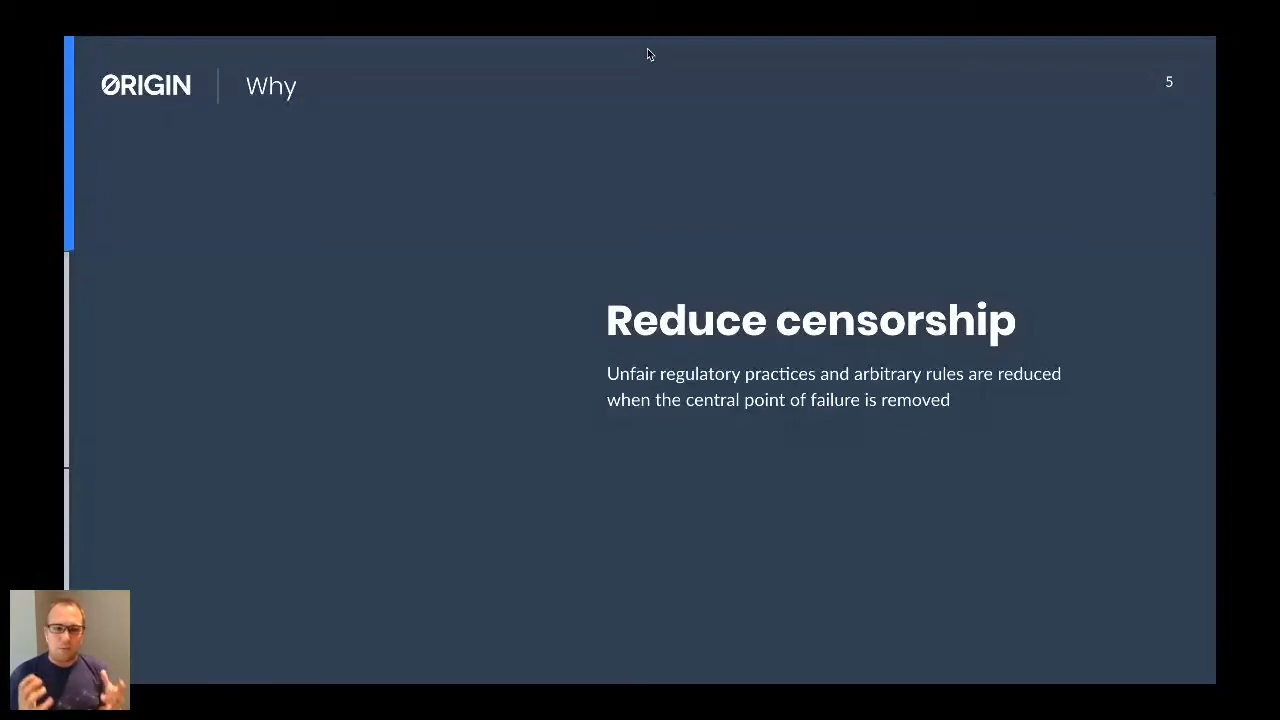 ØRIGIN
Why
5
Reduce censorship
Unfair regulatory practices and arbitrary rules are reduced
when the central point of failure is removed